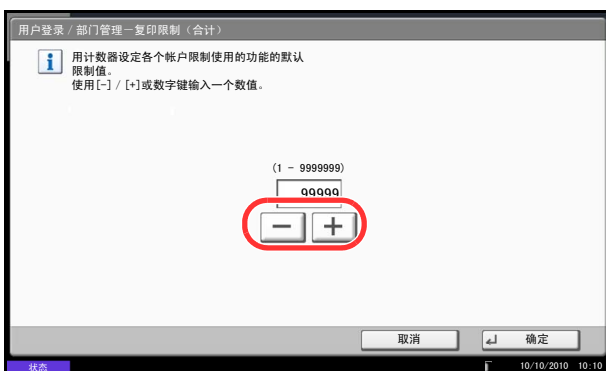 用户登录 / 部门管理－复印限制（合计）
用计数器设定各个帐户限制使用的功能的默认
限制值。
使用[-] / [+]或数字键输入一个数值。
(1 - 9999999)
99999
取消
确定
状态
10/10/2010 10:10